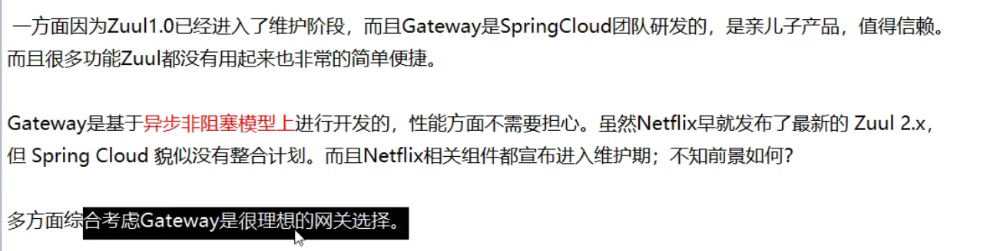 一方面因为Zuul1.0已经进入了维护阶段，而且Gateway是SpringCloud团队研发的，是亲儿子产品，值得信赖。
而且很多功能Zuul都没有用起来也非常的简单便捷。
Gateway是基于异步非阻塞模型上进行开发的，性能方面不需要担心。虽然Netflix早就发布了最新的 Zuul 2.x，
但 Spring Cloud 貌似没有整合计划。而且Netflix相关组件都宣布进入维护期；不知前景如何？
多方面综合考虑Gateway是很理想的网关选择。